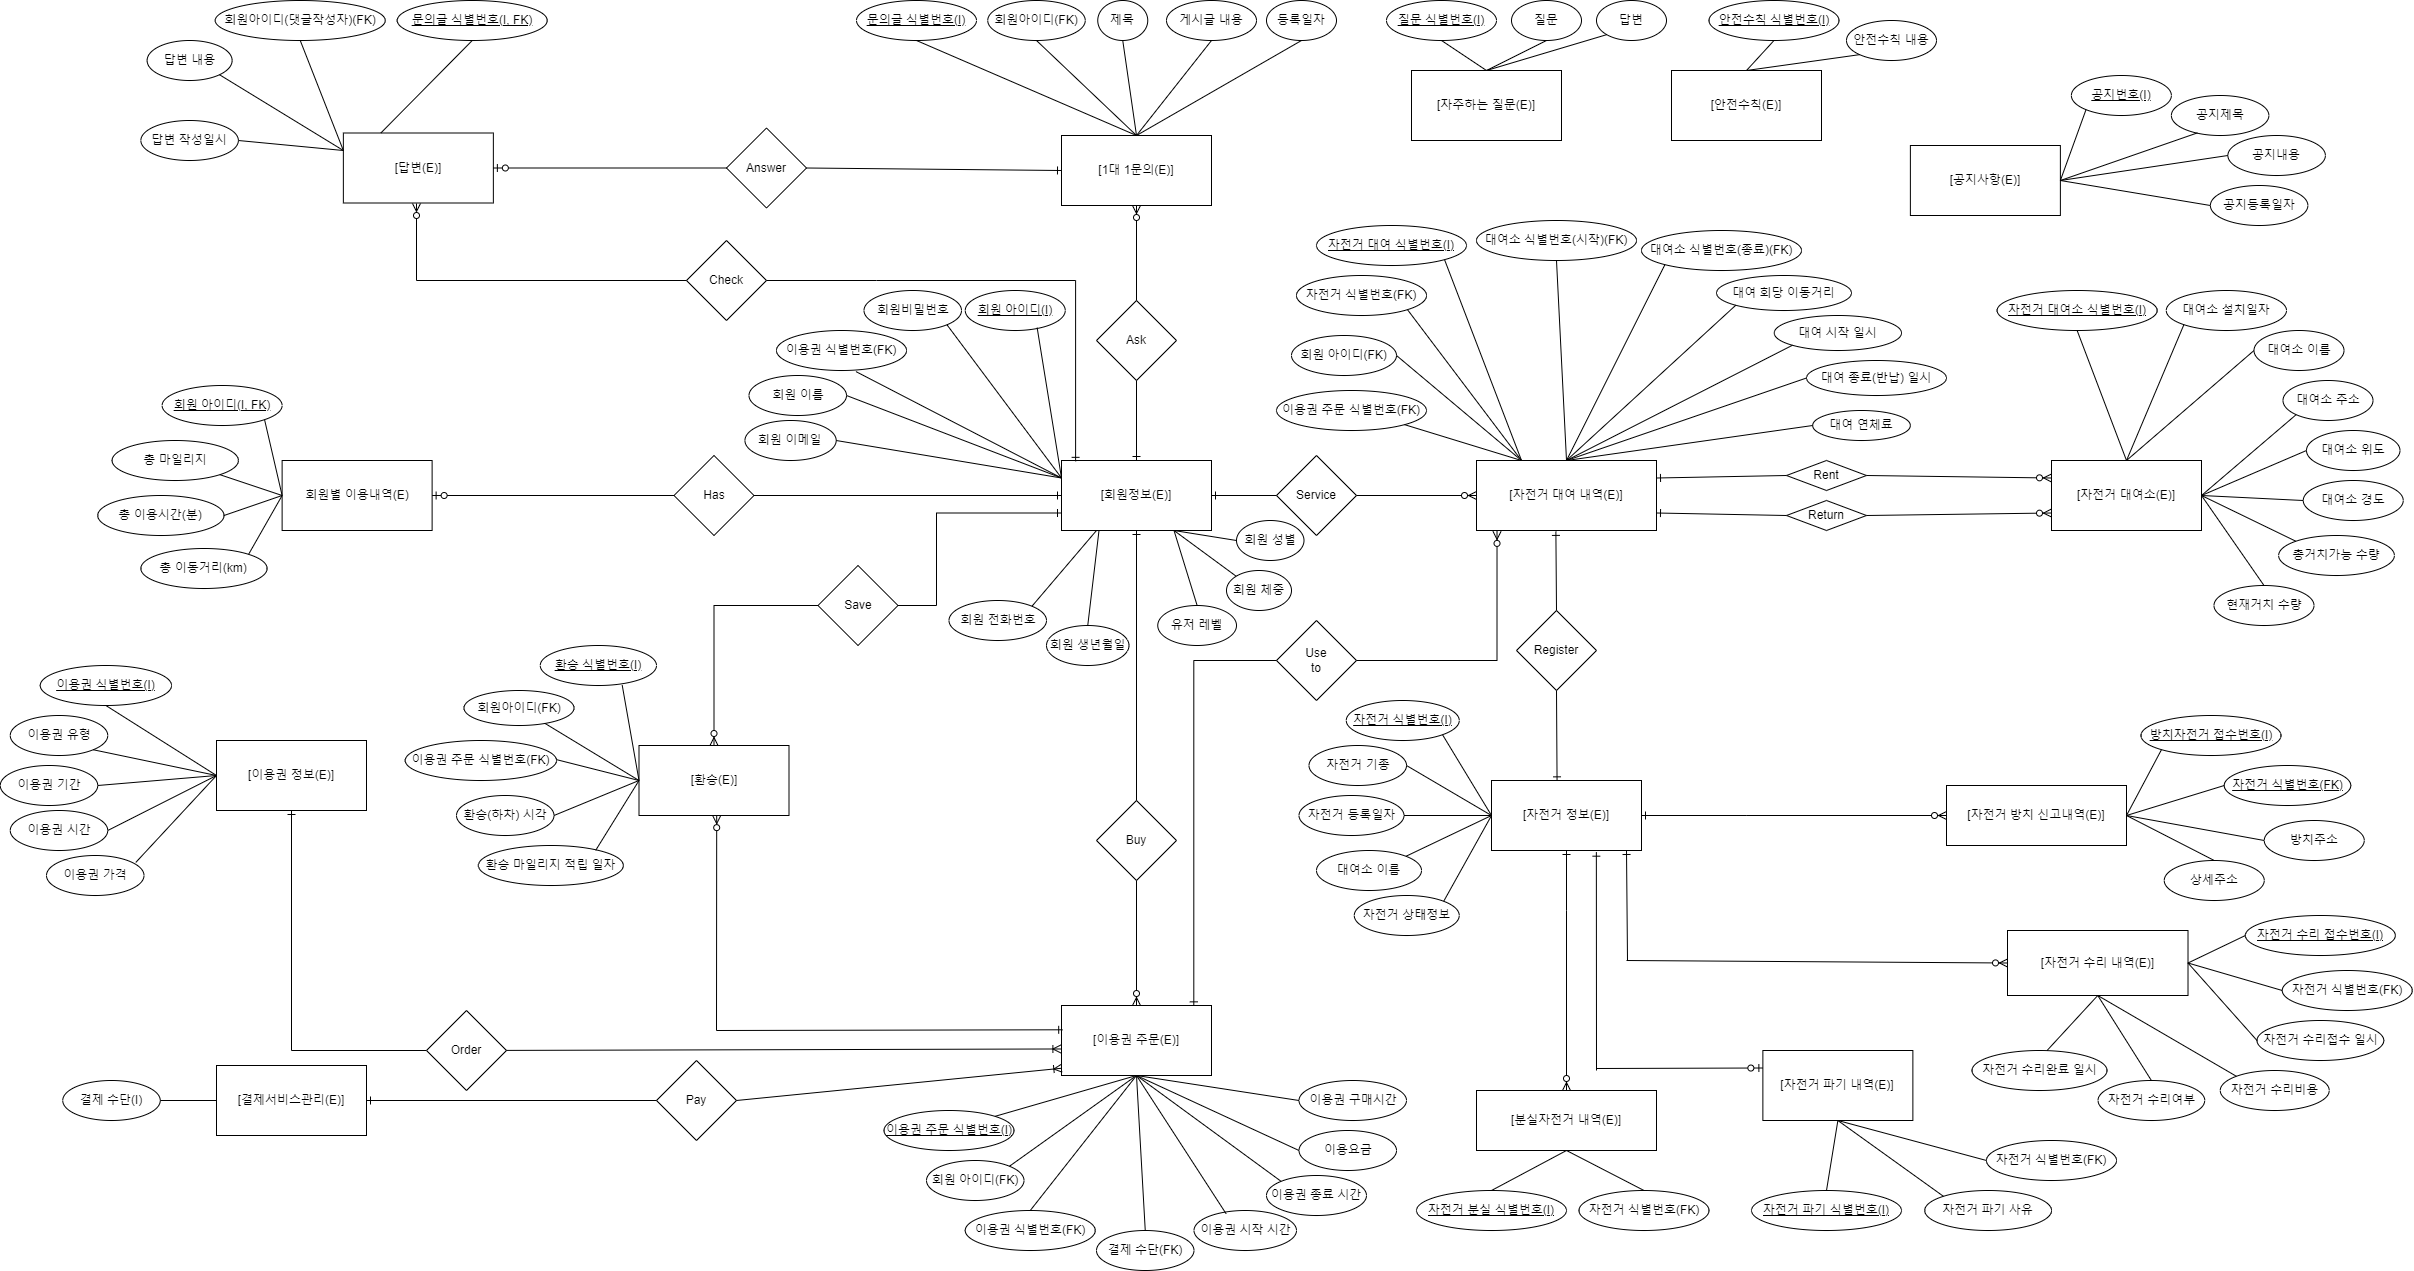 회원아이디(댓글작성자)(FK)
문의글 식별번호(I, FK)
답변 내용
답변 작성일시
[답변(E)]
Answer
문의글 식별번호(I)
회원아이디(FK)
제목
게시글 내용
등록일자
[1대 1문의(E)]
질문 식별번호(I)
질문
답변
[자주하는 질문(E)]
안전수칙 식별번호(I)
안전수칙 내용
[안전수칙(E)]
공지번호(I)
공지제목
공지내용
공지등록일자
[공지사항(E)]
Check
Ask
회원비밀번호
회원 아이디(I)
이용권 식별번호(FK)
회원 이름
회원 이메일
[회원정보(E)]
회원 성별
회원 체중
유저 레벨
회원 생년월일
회원 전화번호
회원 아이디(I, FK)
총 마일리지
총 이용시간(분)
총 이동거리(km)
회원별 이용내역(E)
Has
Service
자전거 대여 식별번호(I)
대여소 식별번호(시작)(FK)
대여소 식별번호(종료)(FK)
자전거 식별번호(FK)
대여 회당 이동거리
회원 아이디(FK)
대여 시작 일시
이용권 주문 식별번호(FK)
대여 종료(반납) 일시
대여 연체료
[자전거 대여 내역(E)]
Rent
Return
자전거 대여소 식별번호(I)
대여소 설치일자
대여소 이름
대여소 주소
대여소 위도
대여소 경도
총거치가능 수량
현재거치 수량
[자전거 대여소(E)]
Save
Use
to
Register
이용권 식별번호(I)
이용권 유형
이용권 기간
이용권 시간
이용권 가격
[이용권 정보(E)]
환승 식별번호(I)
회원아이디(FK)
이용권 주문 식별번호(FK)
환승(하차) 시각
환승 마일리지 적립 일자
[환승(E)]
Buy
자전거 식별번호(I)
자전거 기종
자전거 등록일자
대여소 이름
자전거 상태정보
[자전거 정보(E)]
방치자전거 접수번호(I)
자전거 식별번호(FK)
방치주소
상세주소
[자전거 방치 신고내역(E)]
자전거 수리 접수번호(I)
자전거 식별번호(FK)
자전거 수리접수 일시
자전거 수리비용
자전거 수리여부
자전거 수리완료 일시
[자전거 수리 내역(E)]
Order
[이용권 주문(E)]
결제 수단(I)
[결제서비스관리(E)]
Pay
이용권 주문 식별번호(I)
회원 아이디(FK)
이용권 식별번호(FK)
결제 수단(FK)
이용권 시작 시간
이용권 종료 시간
이용요금
이용권 구매시간
[분실자전거 내역(E)]
자전거 분실 식별번호(I)
자전거 식별번호(FK)
[자전거 파기 내역(E)]
자전거 식별번호(FK)
자전거 파기 식별번호(I)
자전거 파기 사유